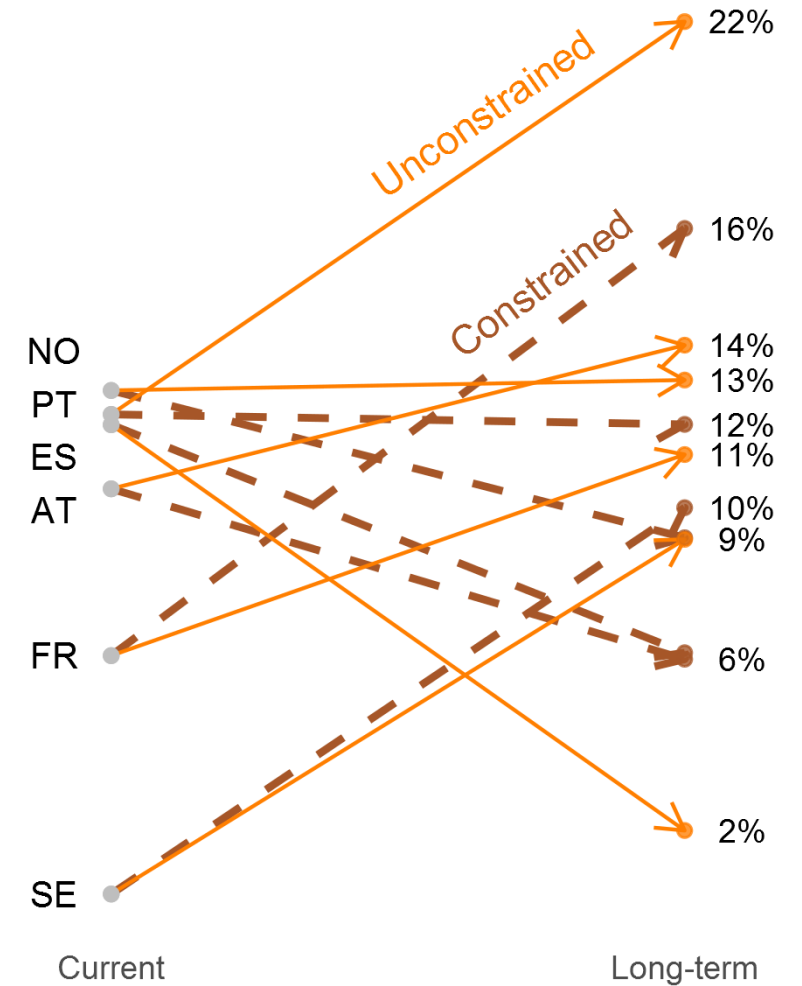 22%
Unconstrained
16%
Constrained
NO
14%
13%
PT
12%
ES
11%
AT
10%
9%
FR
6%
2%
SE
Current
Long-term